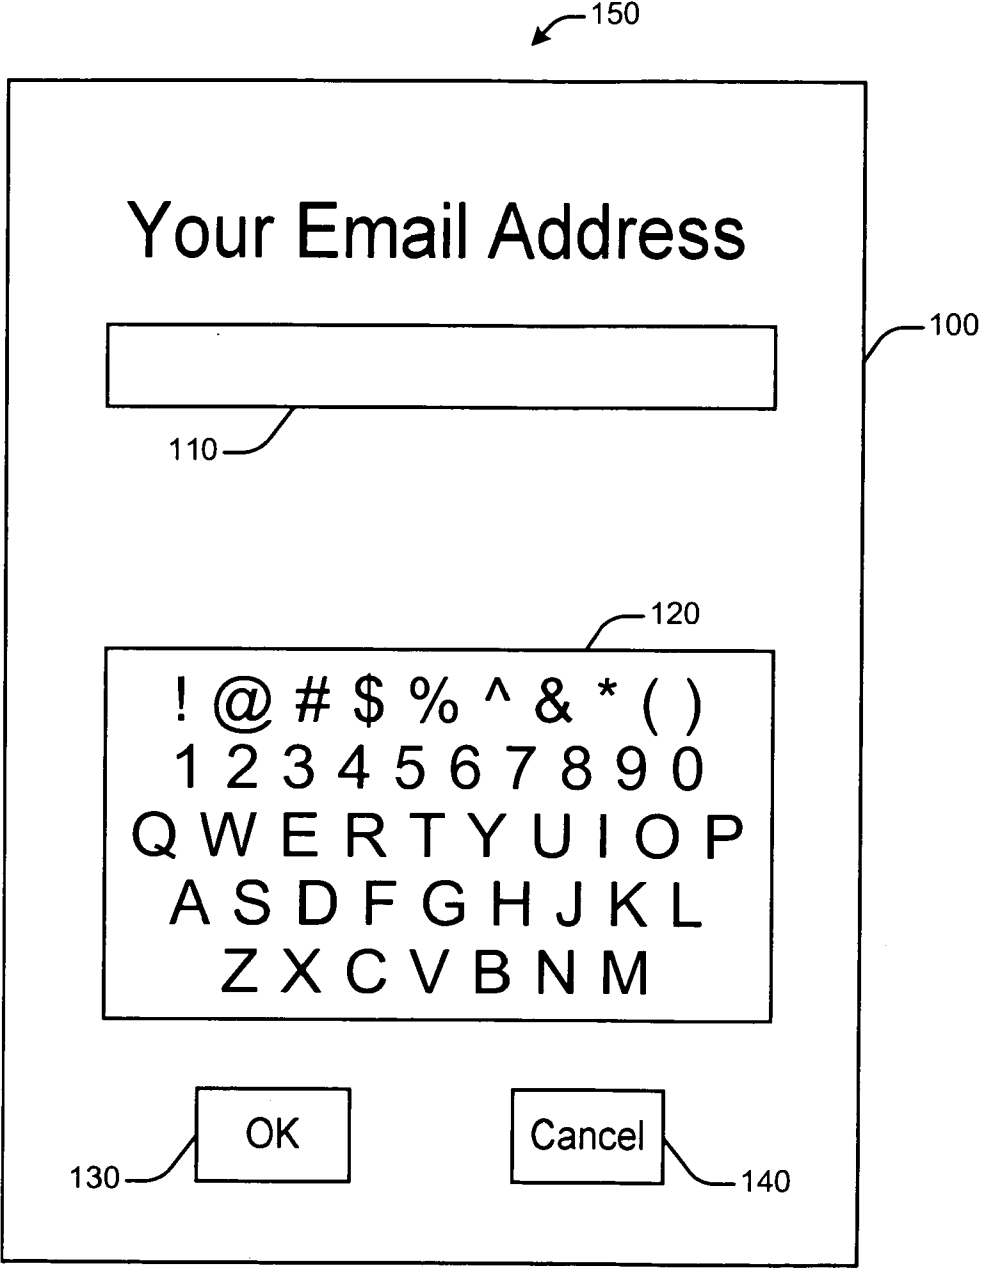 150
Your Email Address
100
110
120
! @ # $ % ^ & * ( )
1 2 3 4 5 6 7 8 9 0
Q W E R T Y U I O P
A S D F G H J K L
Z X C V B N M
OK
Cancel
130
140